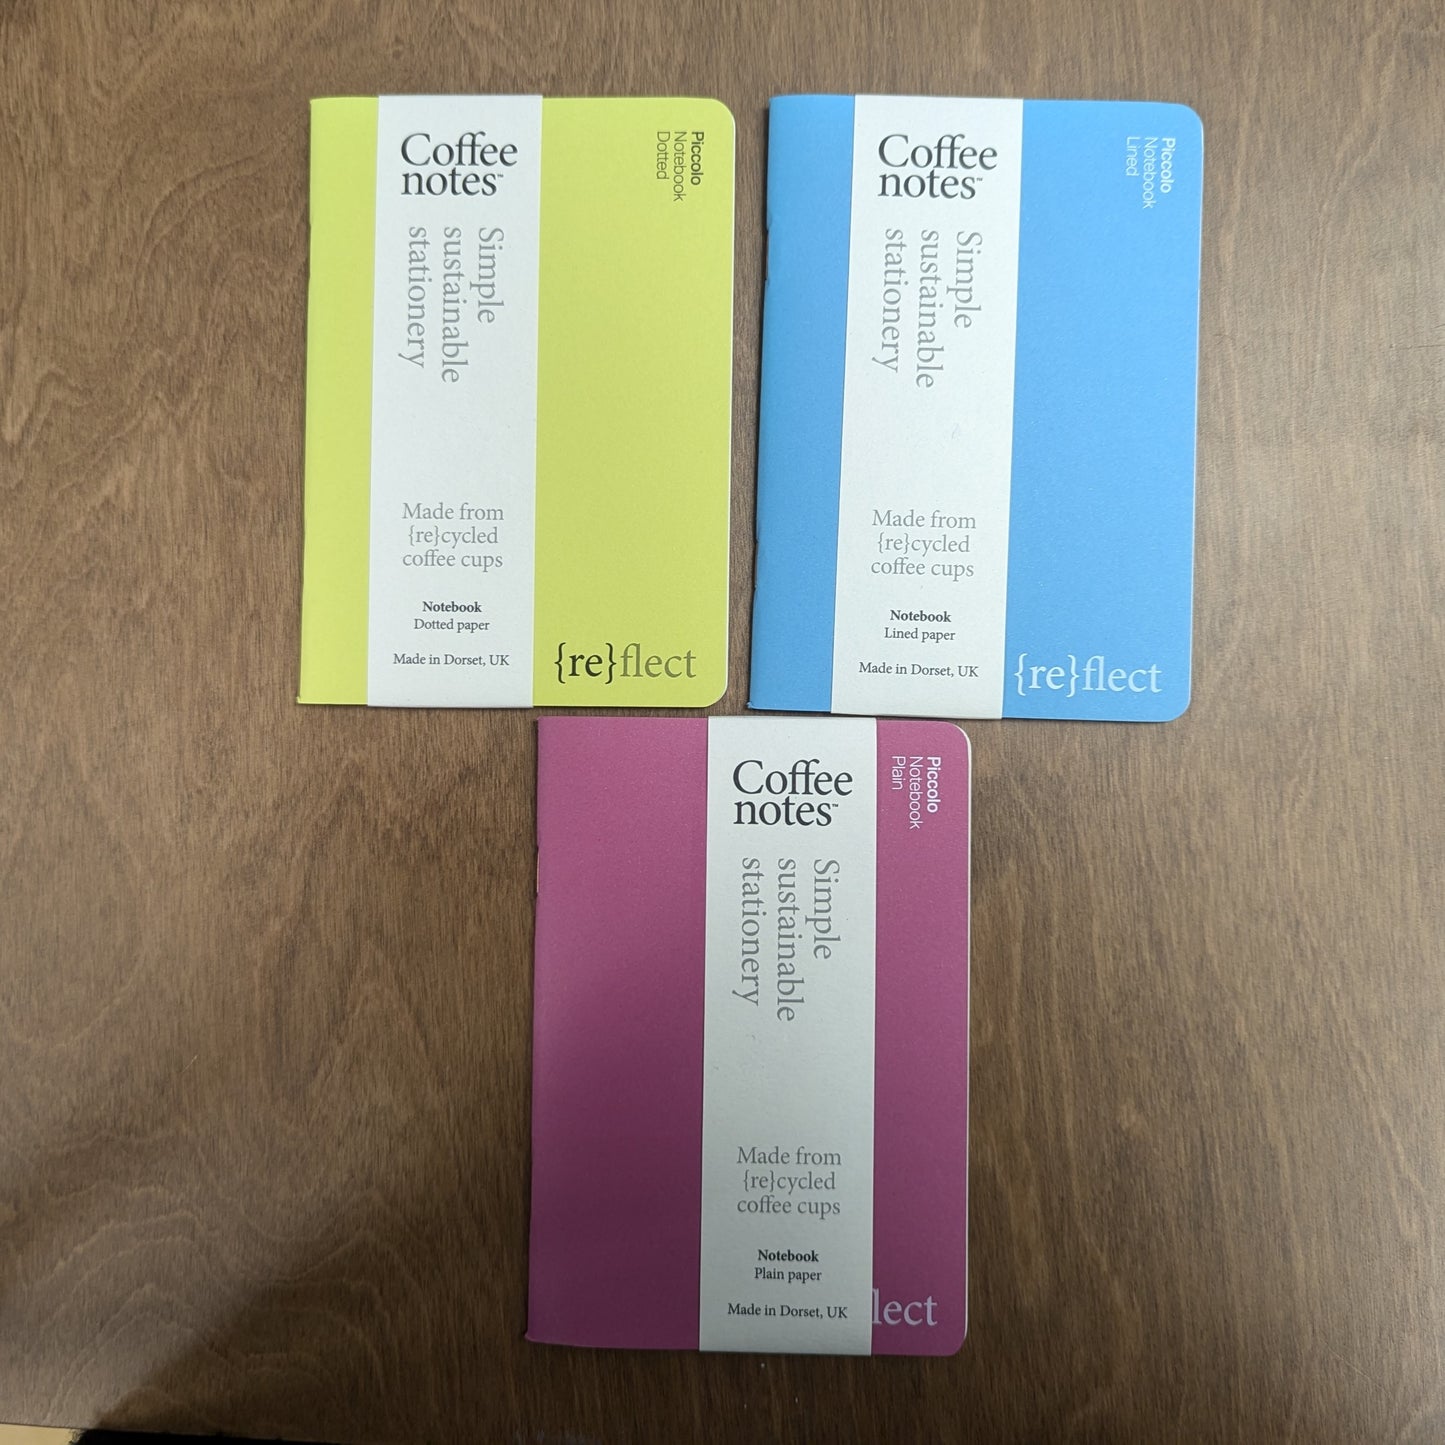 Coffee
notes™
Simple
sustainable
stationery
Made from
{re}cycled
coffee cups
Notebook
Dotted paper
Made in Dorset, UK
Piccolo
Notebook
Dotted
{re}flect
Coffee
notes™
Simple
sustainable
stationery
Made from
{re}cycled
coffee cups
Notebook
Lined paper
Made in Dorset, UK
Piccolo
Notebook
Lined
{re}flect
Coffee
notes™
Simple
sustainable
stationery
Made from
{re}cycled
coffee cups
Notebook
Plain paper
Made in Dorset, UK
Piccolo
Notebook
Plain
lect